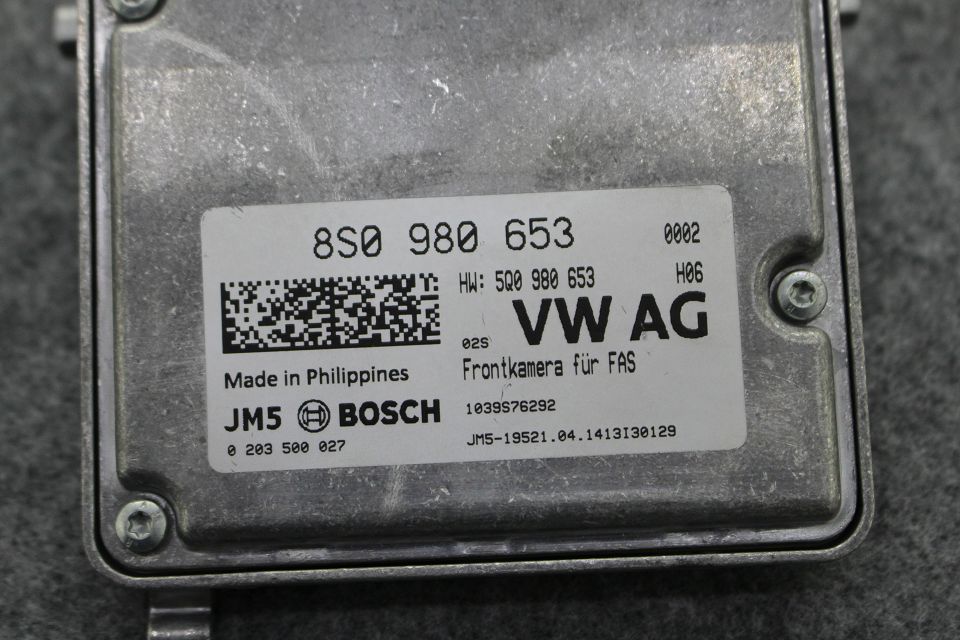 8S0 980 653 0002
HW: 5Q0 980 653 H06
02S VW AG
Frontkamera für FAS
Made in Philippines
JM5 BOSCH
0 203 500 027
1039S76292
JM5-19521.04.1413I30129